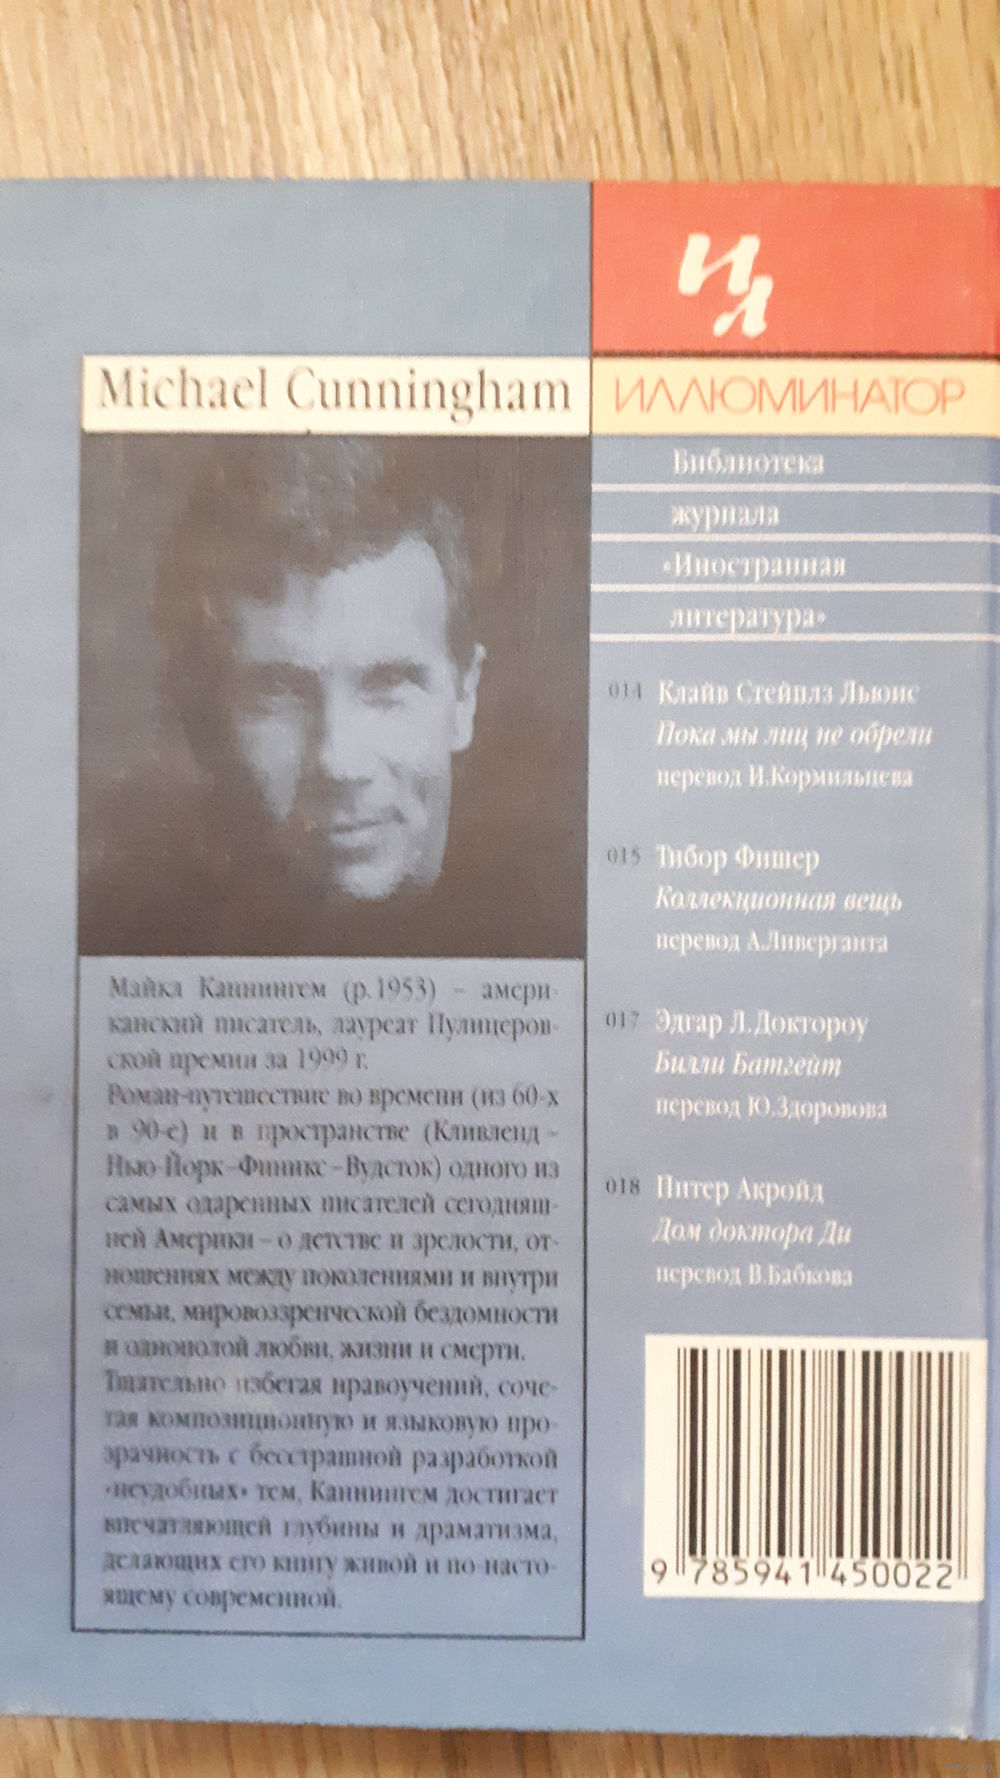 Michael Cunningham
Майкл Каннингем (р. 1953) – амери-
канский писатель, лауреат Пулицеров-
ской премии за 1999 г.
Роман-путешествие во времени (из 60-х
в 90-е) и в пространстве (Кливленд –
Нью-Йорк – Финикс – Вудсток) одного из
самых одаренных писателей сегодняш-
ней Америки – о детстве и зрелости, от-
ношениях между поколениями и внутри
семьи, мировоззренческой бездомности
и однополой любви, жизни и смерти.
Тщательно избегая нравоучений, соче-
тая композиционную и языковую про-
зрачность с бесстрашной разработкой
«неудобных» тем, Каннингем достигает
впечатляющей глубины и драматизма,
делающих его книгу живой и по-насто-
ящему современной.
ИЛ
ИЛЛЮМИНАТОР
Библиотека
журнала
«Иностранная
литература»
014 Клайв Стейплз Льюис
Пока мы лиц не обрели
перевод И.Кормильцева
015 Тибор Фишер
Коллекционная вещь
перевод А.Ливерганта
017 Эдгар Л.Доктороу
Билли Батгейт
перевод Ю.Здоровова
018 Питер Акройд
Дом доктора Ди
перевод В.Бабкова
9 785941 450022